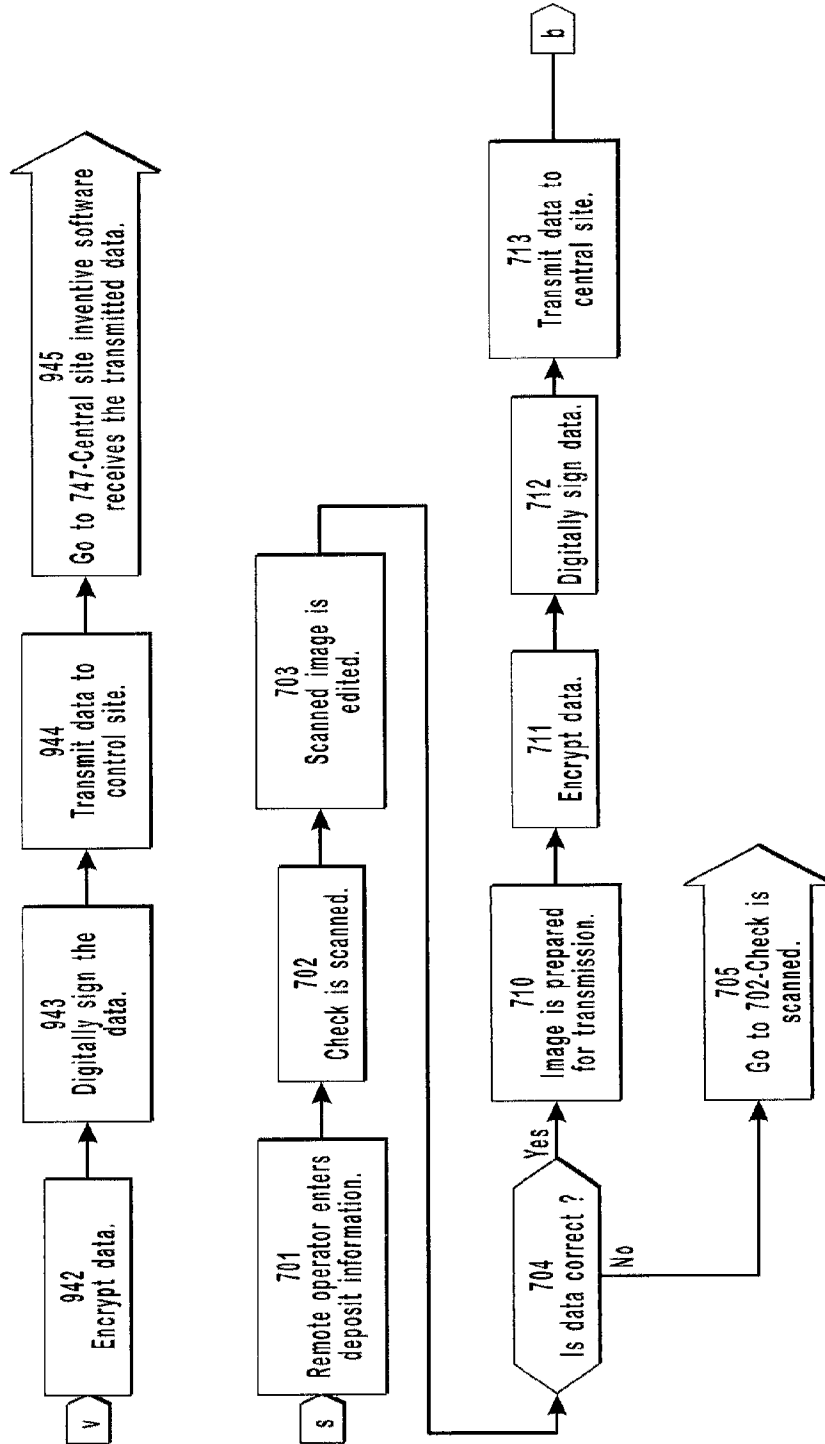 v
942
Encrypt data.
943
Digitally sign the
data.
944
Transmit data to
control site.
945
Go to 747-Central site inventive software
receives the transmitted data.
s
701
Remote operator enters
deposit information.
702
Check is scanned.
703
Scanned image is
edited.
704
Is data correct ?
Yes
No
710
Image is prepared
for transmission.
711
Encrypt data.
712
Digitally sign data.
713
Transmit data to
central site.
b
705
Go to 702-Check is
scanned.